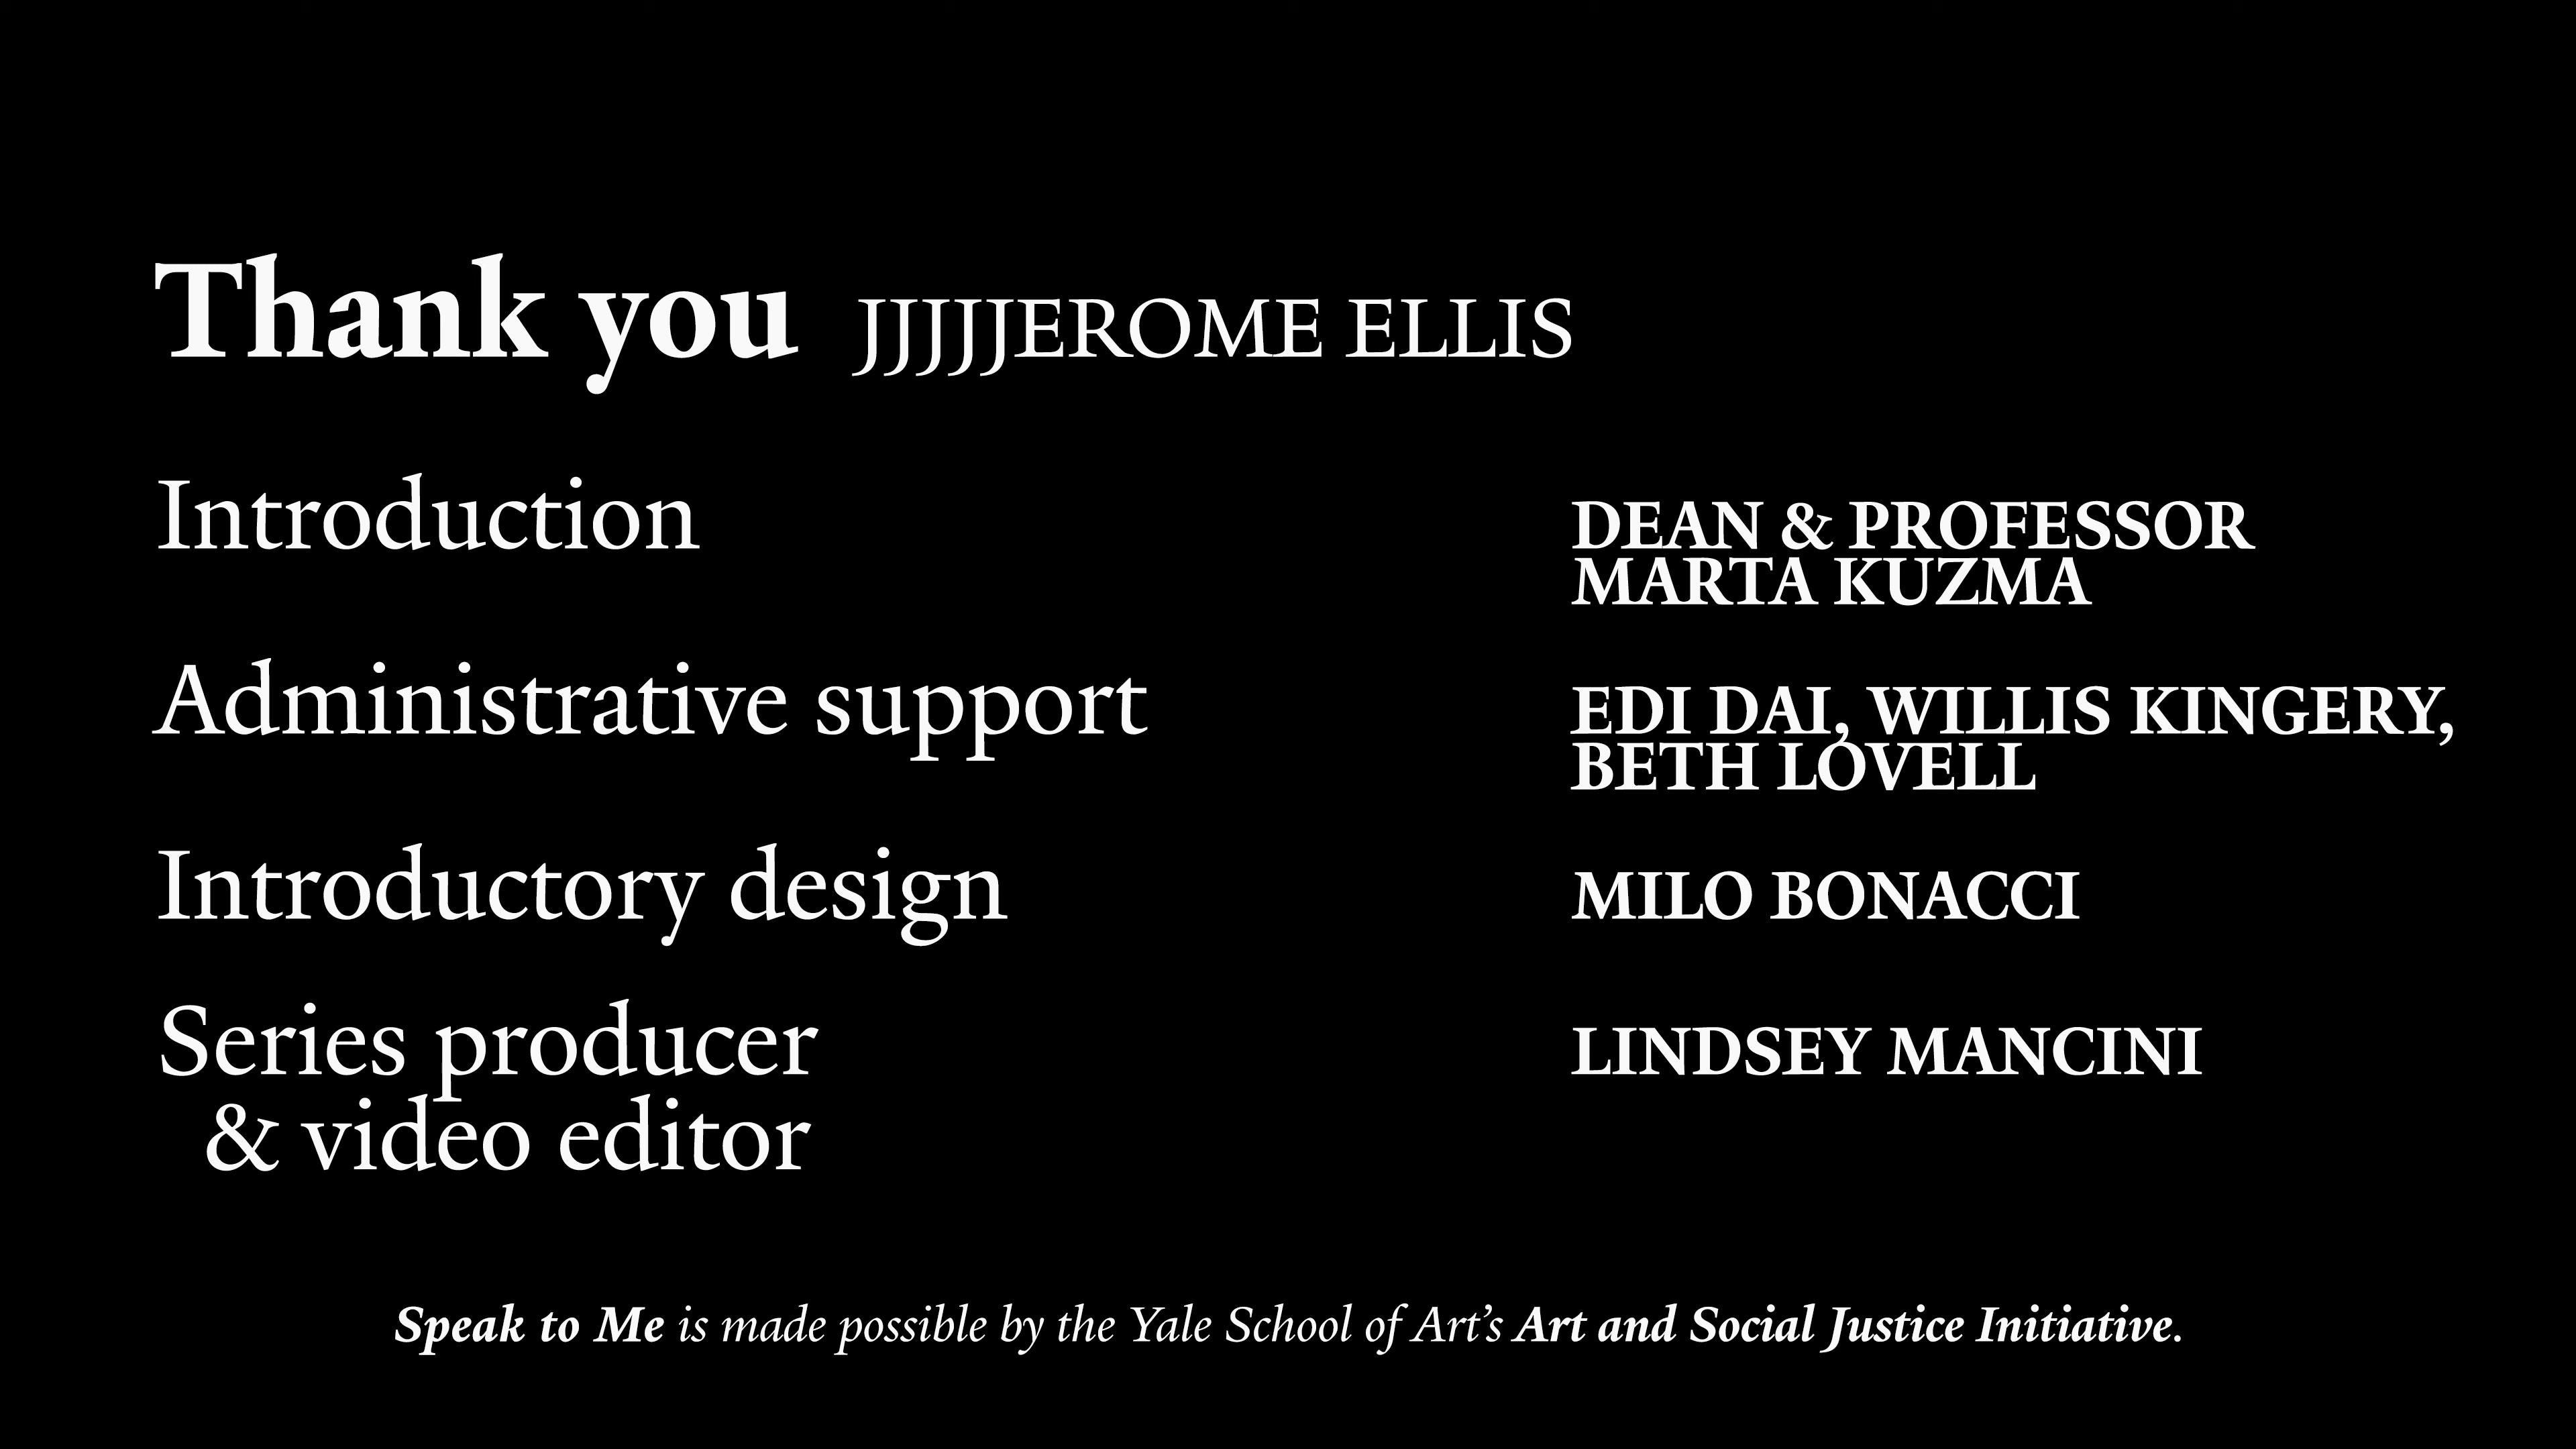 Thank you JJJJJEROME ELLIS
Introduction
DEAN & PROFESSOR
MARTA KUZMA
Administrative support
EDI DAI, WILLIS KINGERY,
BETH LOVELL
Introductory design
MILO BONACCI
Series producer
& video editor
LINDSEY MANCINI
Speak to Me is made possible by the Yale School of Art’s Art and Social Justice Initiative.